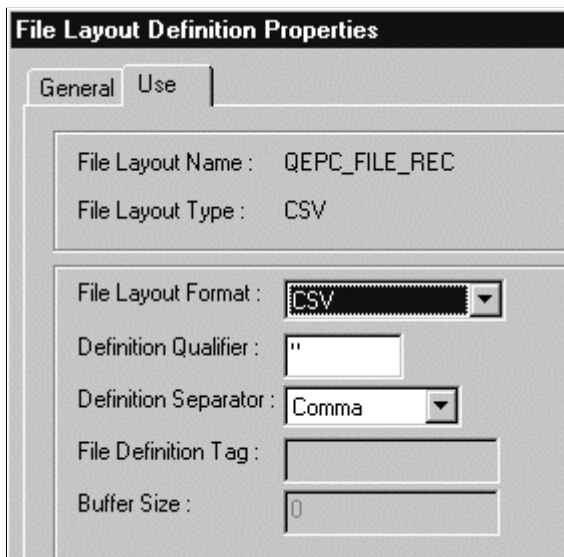 File Layout Definition Properties
General Use
File Layout Name : QEPC_FILE_REC
File Layout Type : CSV
File Layout Format : CSV
Definition Qualifier : "
Definition Separator : Comma
File Definition Tag :
Buffer Size : 0